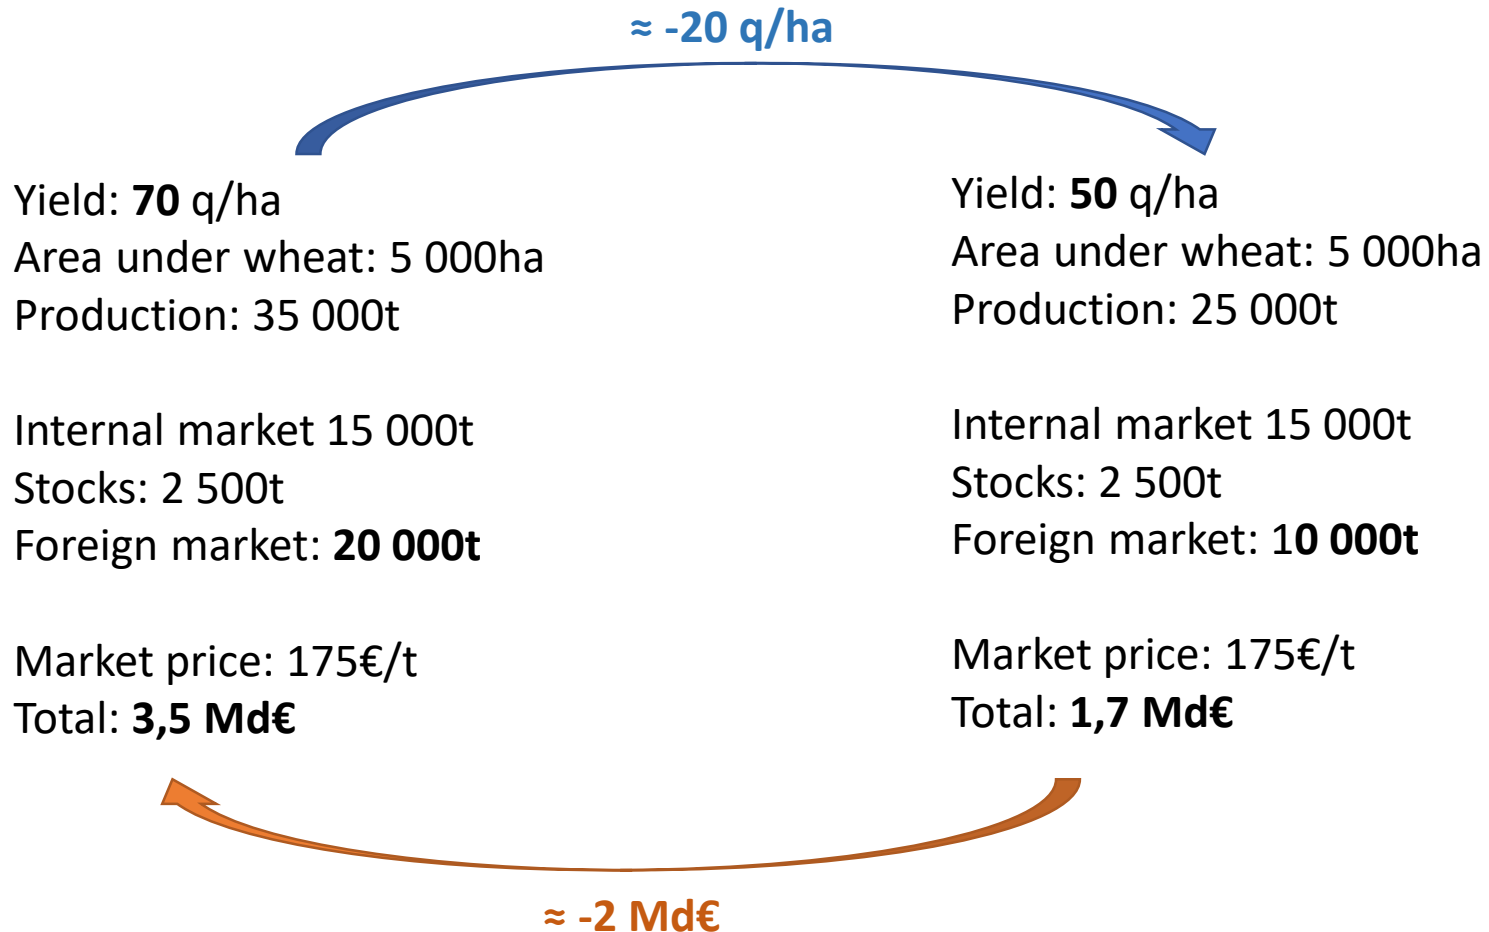 ≈ -20 q/ha
Yield: 70 q/ha
Area under wheat: 5 000ha
Production: 35 000t
Internal market 15 000t
Stocks: 2 500t
Foreign market: 20 000t
Market price: 175€/t
Total: 3,5 Md€
Yield: 50 q/ha
Area under wheat: 5 000ha
Production: 25 000t
Internal market 15 000t
Stocks: 2 500t
Foreign market: 10 000t
Market price: 175€/t
Total: 1,7 Md€
≈ -2 Md€